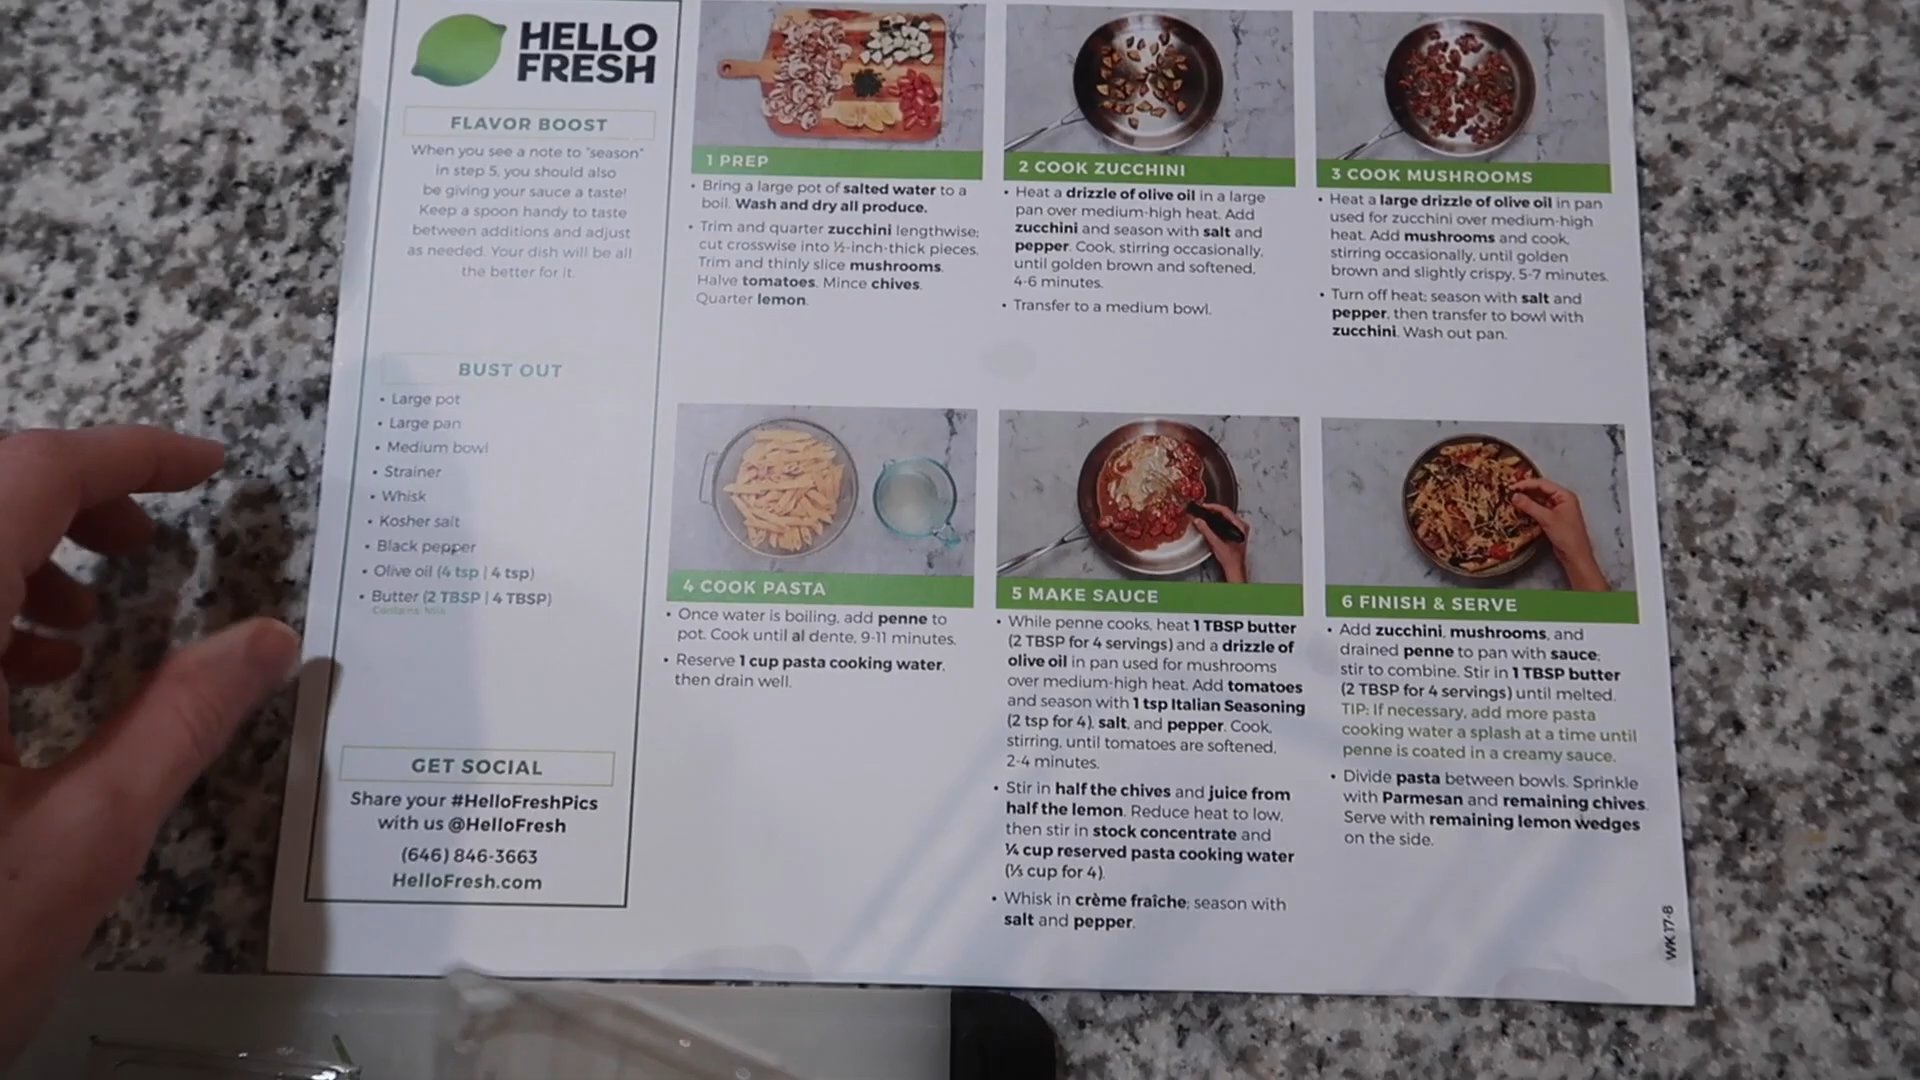 HELLO
FRESH
FLAVOR BOOST
When you see a note to "season"
in step 5, you should also
be giving your sauce a taste!
Keep a spoon handy to taste
between additions and adjust
as needed. Your dish will be all
the better for it.
BUST OUT
• Large pot
• Large pan
• Medium bowl
• Strainer
• Whisk
• Kosher salt
• Black pepper
• Olive oil (4 tsp | 4 tsp)
• Butter (2 TBSP | 4 TBSP)
Contains: Milk
GET SOCIAL
Share your #HelloFreshPics
with us @HelloFresh
(646) 846-3663
HelloFresh.com
1 PREP
• Bring a large pot of salted water to a
boil. Wash and dry all produce.
• Trim and quarter zucchini lengthwise;
cut crosswise into ½-inch-thick pieces.
Trim and thinly slice mushrooms.
Halve tomatoes. Mince chives.
Quarter lemon.
2 COOK ZUCCHINI
• Heat a drizzle of olive oil in a large
pan over medium-high heat. Add
zucchini and season with salt and
pepper. Cook, stirring occasionally,
until golden brown and softened,
4-6 minutes.
• Transfer to a medium bowl.
3 COOK MUSHROOMS
• Heat a large drizzle of olive oil in pan
used for zucchini over medium-high
heat. Add mushrooms and cook,
stirring occasionally, until golden
brown and slightly crispy, 5-7 minutes.
• Turn off heat; season with salt and
pepper, then transfer to bowl with
zucchini. Wash out pan.
4 COOK PASTA
• Once water is boiling, add penne to
pot. Cook until al dente, 9-11 minutes.
• Reserve 1 cup pasta cooking water,
then drain well.
5 MAKE SAUCE
• While penne cooks, heat 1 TBSP butter
(2 TBSP for 4 servings) and a drizzle of
olive oil in pan used for mushrooms
over medium-high heat. Add tomatoes
and season with 1 tsp Italian Seasoning
(2 tsp for 4), salt, and pepper. Cook,
stirring, until tomatoes are softened,
2-4 minutes.
• Stir in half the chives and juice from
half the lemon. Reduce heat to low,
then stir in stock concentrate and
¼ cup reserved pasta cooking water
(⅓ cup for 4).
• Whisk in crème fraîche; season with
salt and pepper.
6 FINISH & SERVE
• Add zucchini, mushrooms, and
drained penne to pan with sauce;
stir to combine. Stir in 1 TBSP butter
(2 TBSP for 4 servings) until melted.
TIP: If necessary, add more pasta
cooking water a splash at a time until
penne is coated in a creamy sauce.
• Divide pasta between bowls. Sprinkle
with Parmesan and remaining chives.
Serve with remaining lemon wedges
on the side.
WK 17-8